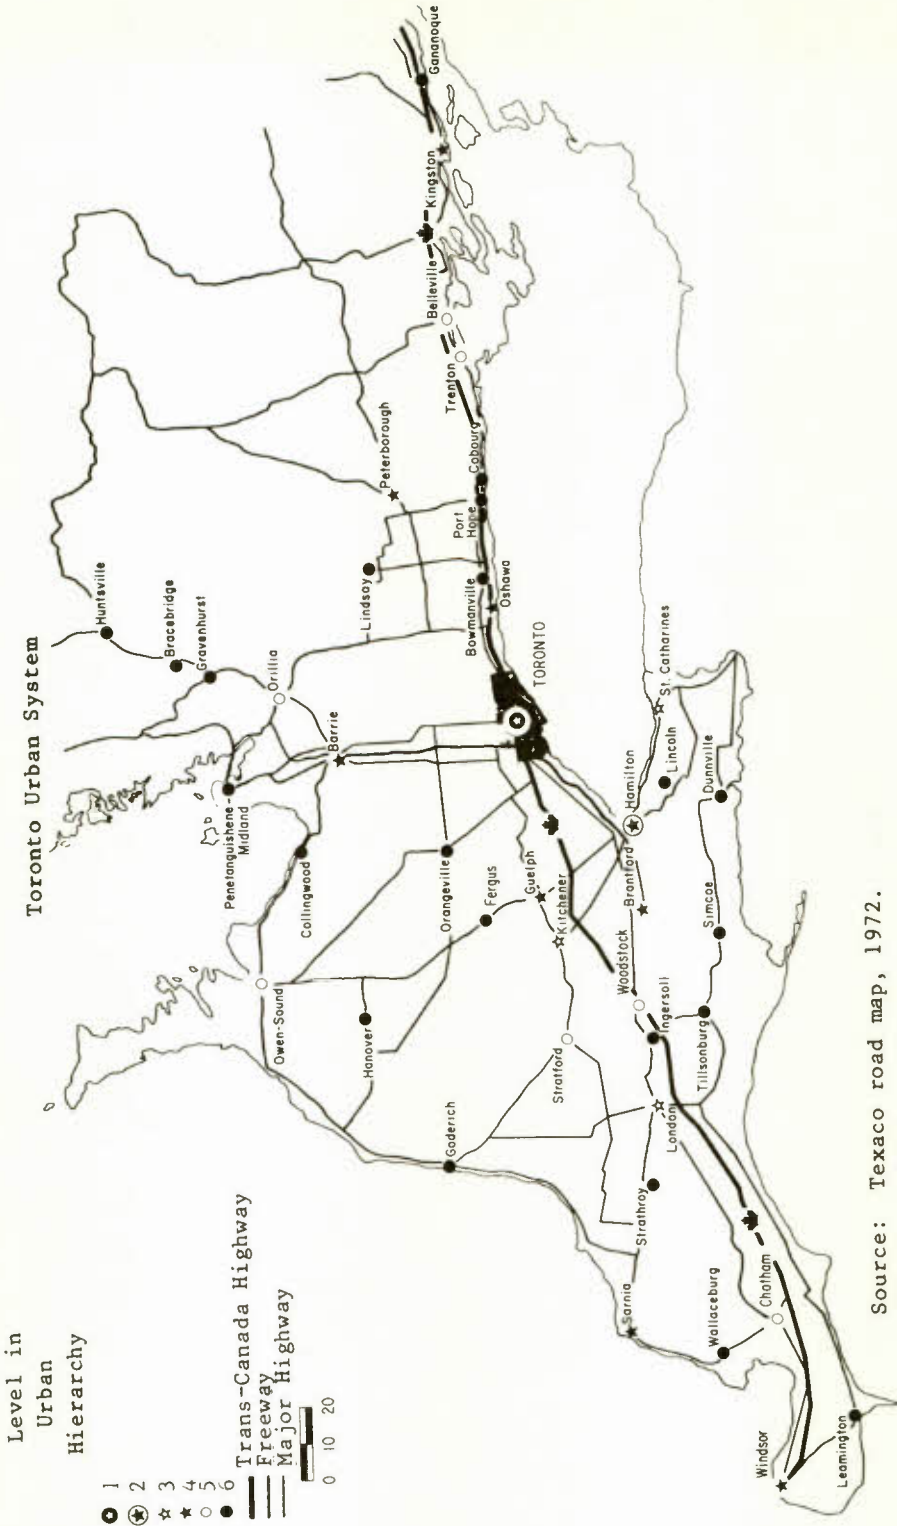 Toronto Urban System
Level in
Urban
Hierarchy
1
2
3
4
5
6
Trans-Canada Highway
Freeway
Major Highway
0 10 20
Huntsville
Bracebridge
Gravenhurst
Orillia
Penetanguishene-
Midland
Barrie
Collingwood
Owen-Sound
Hanover
Orangeville
Fergus
Guelph
Kitchener
Stratford
Goderich
Lindsay
Peterborough
Gananoque
Kingston
Belleville
Trenton
Cobourg
Port
Hope
Bowmanville
Oshawa
TORONTO
St. Catharines
Lincoln
Hamilton
Dunnville
Brantford
Simcoe
Woodstock
Ingersoll
Tillsonburg
London
Strathroy
Sarnia
Wallaceburg
Chatham
Windsor
Leamington
Source: Texaco road map, 1972.